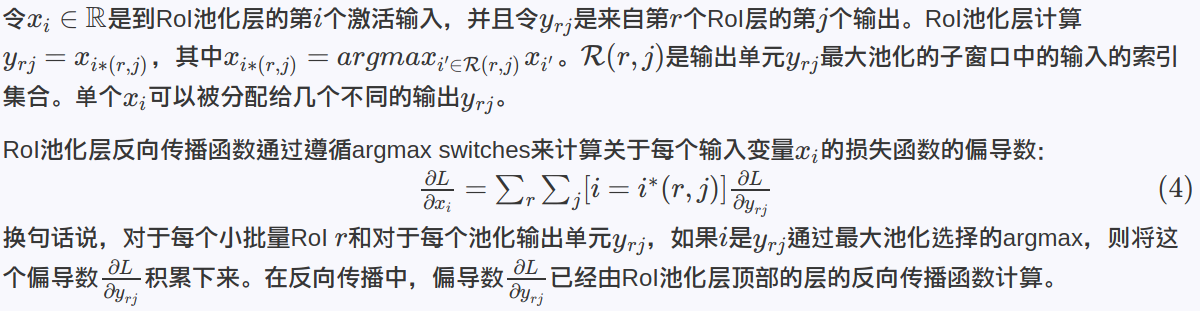 令$x_i \in \mathbb{R}$是到RoI池化层的第$i$个激活输入，并且令$y_{rj}$是来自第$r$个RoI层的第$j$个输出。RoI池化层计算
$y_{rj} = x_{i*(r,j)}$，其中$x_{i*(r,j)} = argmax_{i' \in \mathcal{R}(r,j)} x_{i'}$。$\mathcal{R}(r,j)$是输出单元$y_{rj}$最大池化的子窗口中的输入的索引
集合。单个$x_i$可以被分配给几个不同的输出$y_{rj}$。
RoI池化层反向传播函数通过遵循argmax switches来计算关于每个输入变量$x_i$的损失函数的偏导数：
$\frac{\partial L}{\partial x_i} = \sum_r \sum_j [i = i^*(r,j)] \frac{\partial L}{\partial y_{rj}}$ (4)
换句话说，对于每个小批量RoI $r$和对于每个池化输出单元$y_{rj}$，如果$i$是$y_{rj}$通过最大池化选择的argmax，则将这
个偏导数$\frac{\partial L}{\partial y_{rj}}$积累下来。在反向传播中，偏导数$\frac{\partial L}{\partial y_{rj}}$已经由RoI池化层顶部的层的反向传播函数计算。